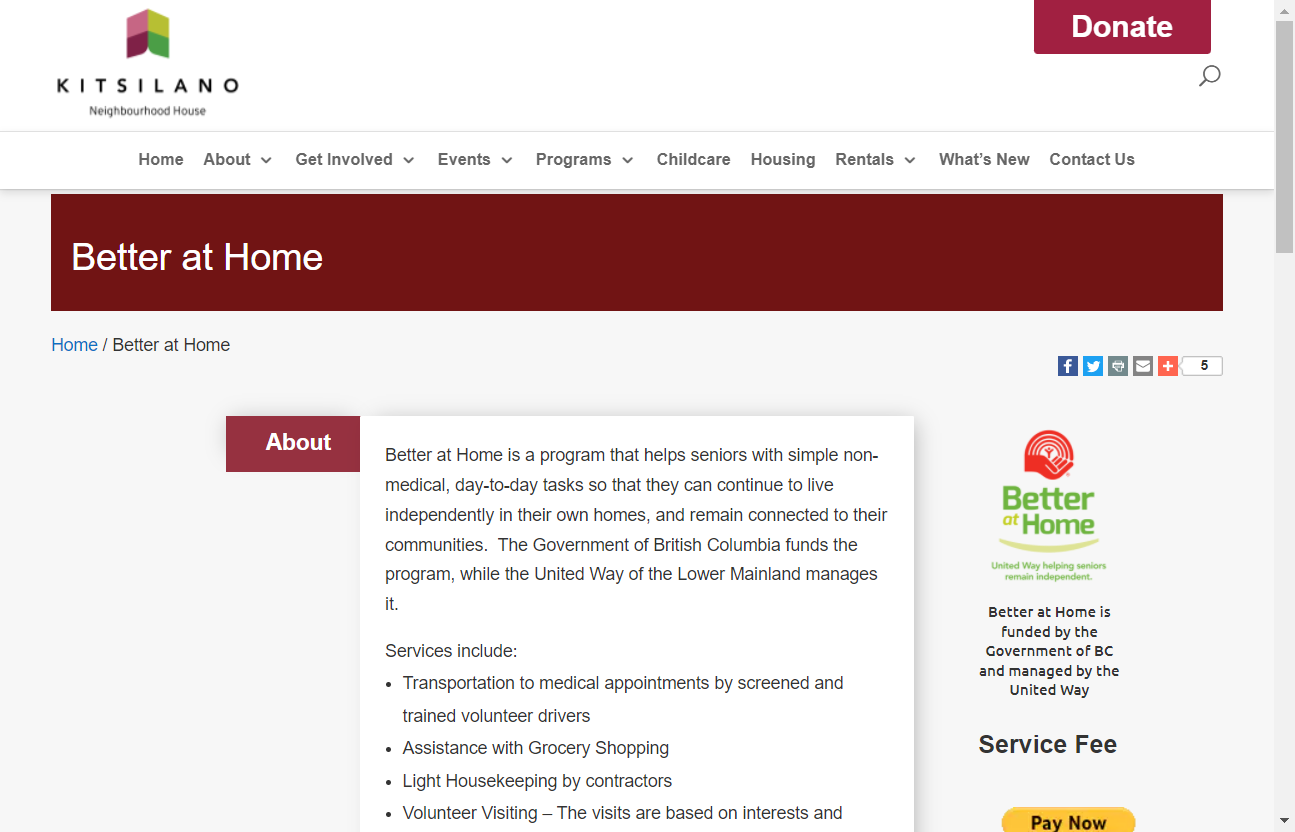 KITSILANO
Neighbourhood House
Donate
Home About Get Involved Events Programs Childcare Housing Rentals What's New Contact Us
Better at Home
Home / Better at Home
5
About
Better at Home is a program that helps seniors with simple non-
medical, day-to-day tasks so that they can continue to live
independently in their own homes, and remain connected to their
communities. The Government of British Columbia funds the
program, while the United Way of the Lower Mainland manages
it.
Services include:
• Transportation to medical appointments by screened and
trained volunteer drivers
• Assistance with Grocery Shopping
• Light Housekeeping by contractors
• Volunteer Visiting – The visits are based on interests and
Better
at Home
United Way helping seniors
remain independent.
Better at Home is
funded by the
Government of BC
and managed by the
United Way
Service Fee
Pay Now